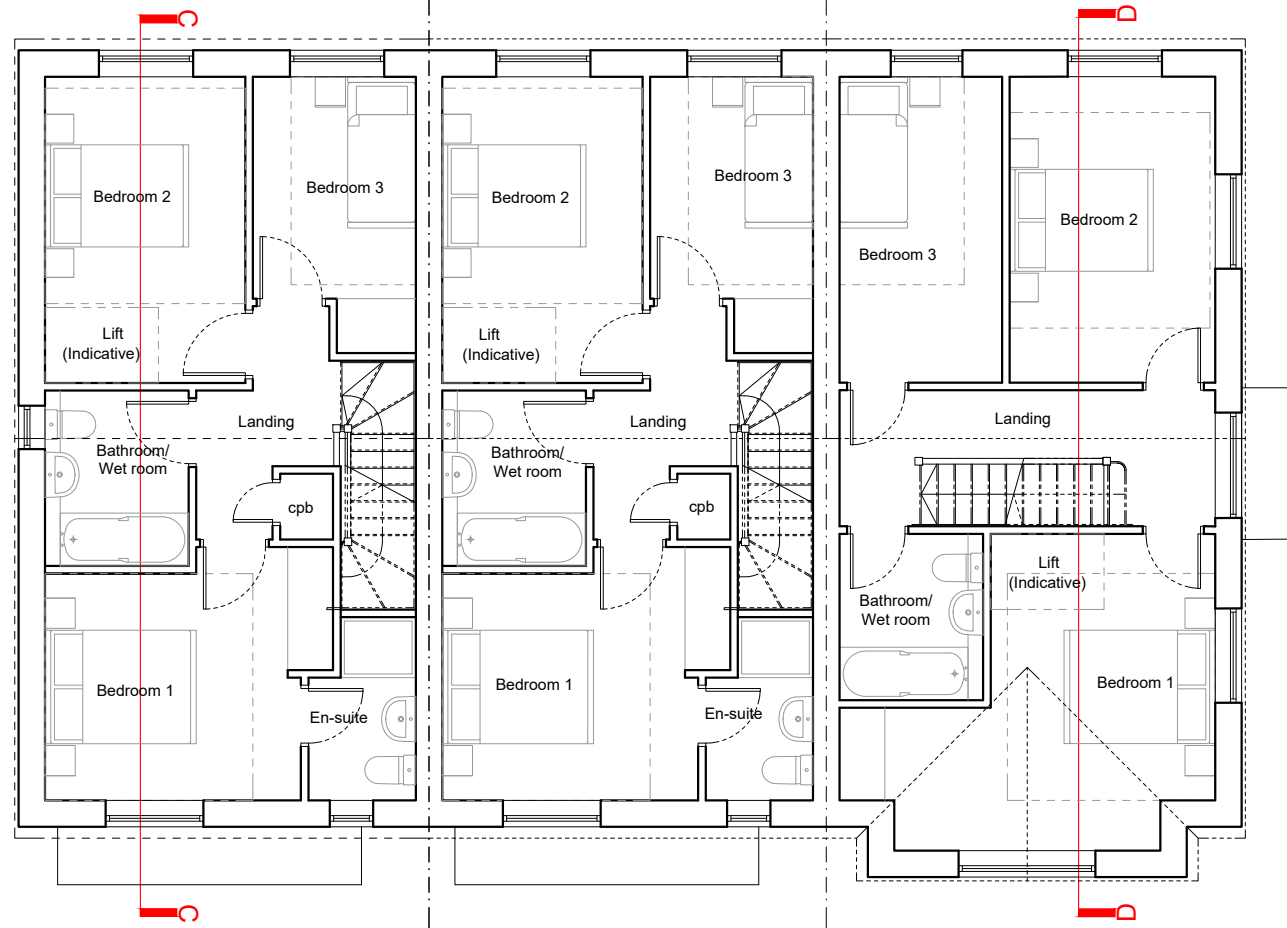 C
D
Bedroom 2
Bedroom 3
Lift
(Indicative)
Landing
Bathroom/
Wet room
cpb
Bedroom 1
En-suite
Bedroom 2
Bedroom 3
Lift
(Indicative)
Landing
Bathroom/
Wet room
cpb
Bedroom 1
En-suite
Bedroom 3
Bedroom 2
Landing
Lift
(Indicative)
Bathroom/
Wet room
Bedroom 1
C
D